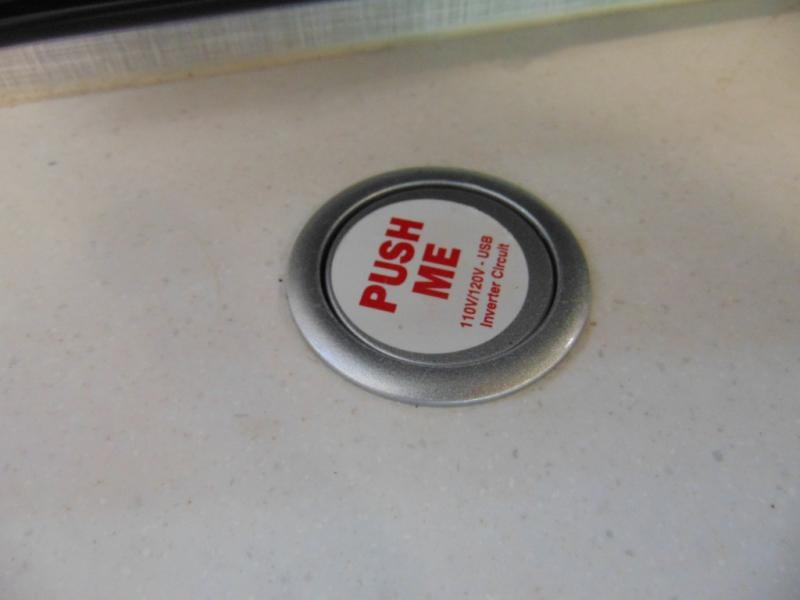 PUSH
ME
110V/120V - USB
Inverter Circuit